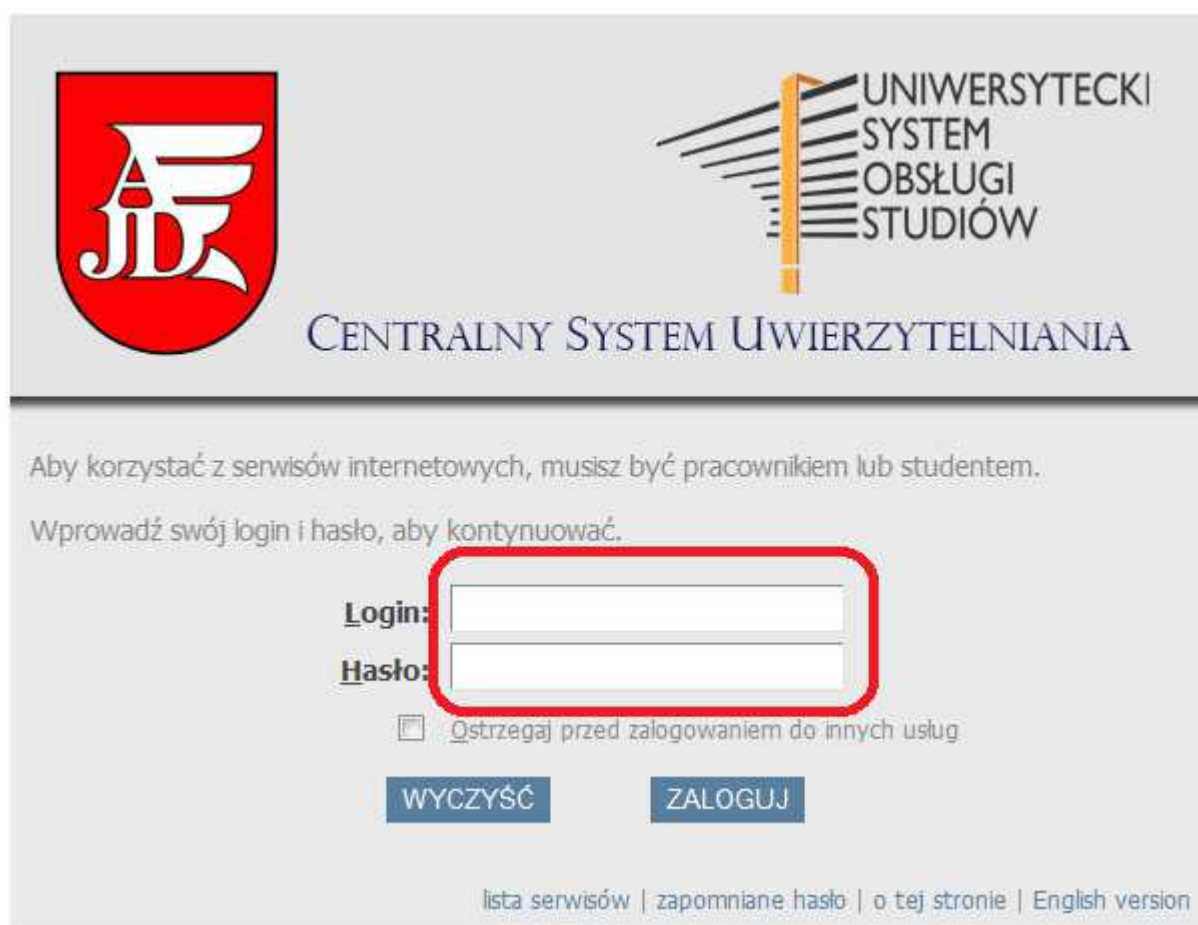 AJD
UNIWERSYTECKI
SYSTEM
OBSŁUGI
STUDIÓW
CENTRALNY SYSTEM UWIERZYTELNIANIA
Aby korzystać z serwisów internetowych, musisz być pracownikiem lub studentem.
Wprowadź swój login i hasło, aby kontynuować.
Login:
Hasło:
Ostrzegaj przed zalogowaniem do innych usług
WYCZYŚĆ ZALOGUJ
lista serwisów | zapomniane hasło | o tej stronie | English version